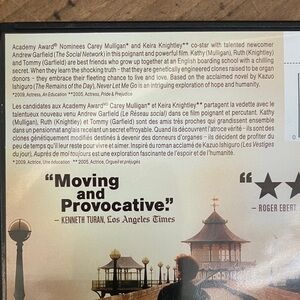 Academy Award® Nominees Carey Mulligan* & Keira Knightley** co-star with talented newcomer
Andrew Garfield (The Social Network) in this poignant and powerful film. Kathy (Mulligan), Ruth (Knightley)
and Tommy (Garfield) are best friends who grow up together at an English boarding school with a chilling
secret. When they learn the shocking truth - that they are genetically engineered clones raised to be organ
donors - they embrace their fleeting chance to live and love. Based on the acclaimed novel by Kazuo
Ishiguro (The Remains of the Day), Never Let Me Go is an intriguing exploration of hope and humanity.
*2009, Actress, An Education **2005, Actress, Pride & Prejudice
Les candidates aux Academy Award® Carey Mulligan* et Keira Knightley** partagent la vedette avec le
talentueux nouveau venu Andrew Garfield (Le Réseau social) dans ce film poignant et percutant. Kathy
(Mulligan), Ruth (Knightley) et Tommy (Garfield) sont des amis très proches qui grandissent ensemble
dans un pensionnat anglais recelant un secret effroyable. Quand ils découvrent l'atroce vérité - ils sont des
clones génétiquement modifiés destinés à devenir des donneurs d'organes - ils décident de profiter du
peu de temps qu'il leur reste pour vivre et aimer. Inspiré du roman acclamé de Kazuo Ishiguro (Les Vestiges
du jour), Auprès de moi toujours est une exploration fascinante de l'espoir et de l'humanité.
*2009, Actrice, Une éducation **2005, Actrice, Orgueil et préjugés
"Moving
and
Provocative."
– KENNETH TURAN, Los Angeles Times
"★★
– ROGER EBERT